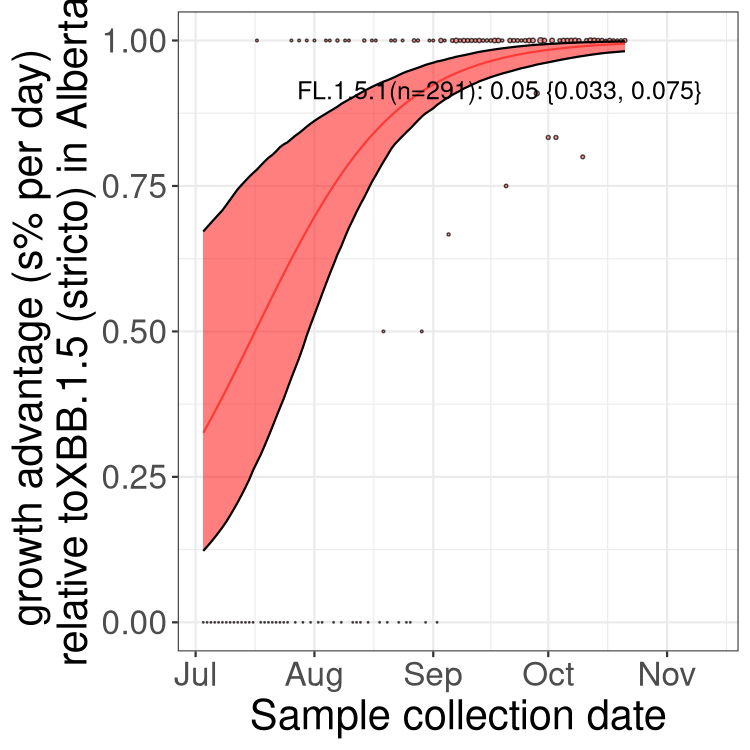 growth advantage (s% per day)
relative toXBB.1.5 (stricto) in Alberta
1.00
0.75
0.50
0.25
0.00
FL.1.5.1(n=291): 0.05 {0.033, 0.075}
Jul Aug Sep Oct Nov
Sample collection date